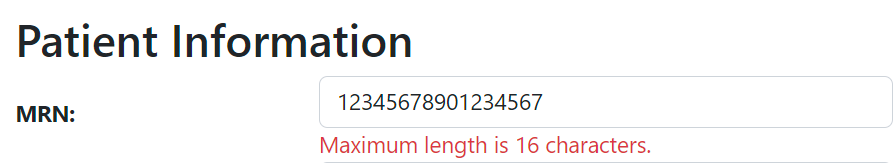 Patient Information
MRN: 12345678901234567
Maximum length is 16 characters.